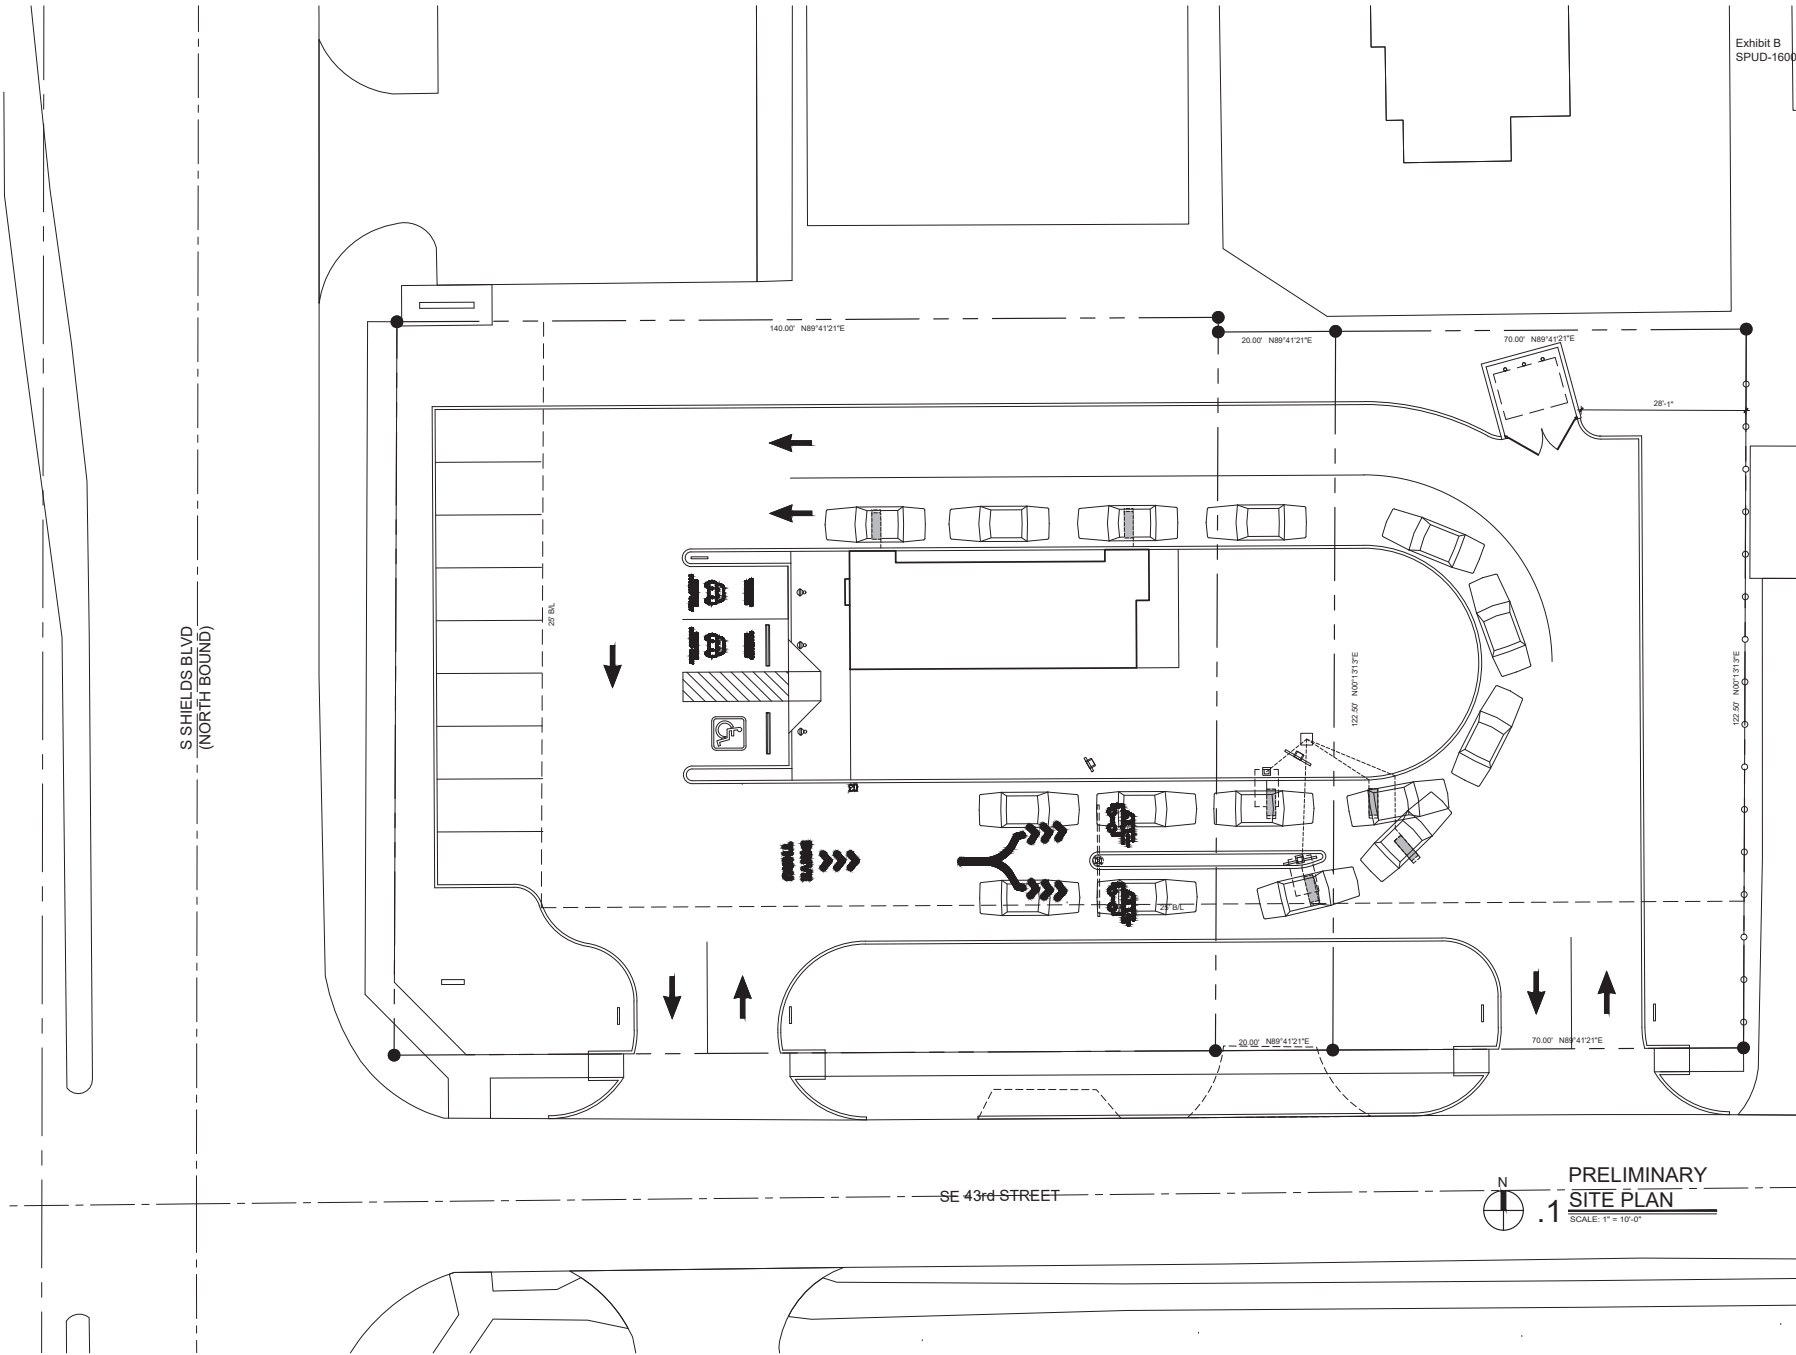 Exhibit B
SPUD-1600
140.00' N89°41'21"E
20.00' N89°41'21"E
70.00' N89°41'21"E
28'-1"
25' B/L
S SHIELDS BLVD
(NORTH BOUND)
122.50' N00°13'13"E
122.50' N00°13'13"E
DRIVE
THRU
25' B/L
20.00' N89°41'21"E
70.00' N89°41'21"E
SE 43rd STREET
N
.1
PRELIMINARY
SITE PLAN
SCALE: 1" = 10'-0"